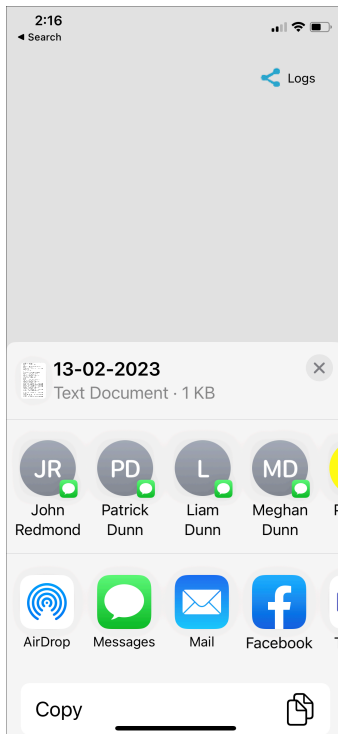 2:16
◀ Search
Logs
13-02-2023
Text Document · 1 KB
JR
PD
L
MD
John
Redmond
Patrick
Dunn
Liam
Dunn
Meghan
Dunn
AirDrop
Messages
Mail
Facebook
Copy